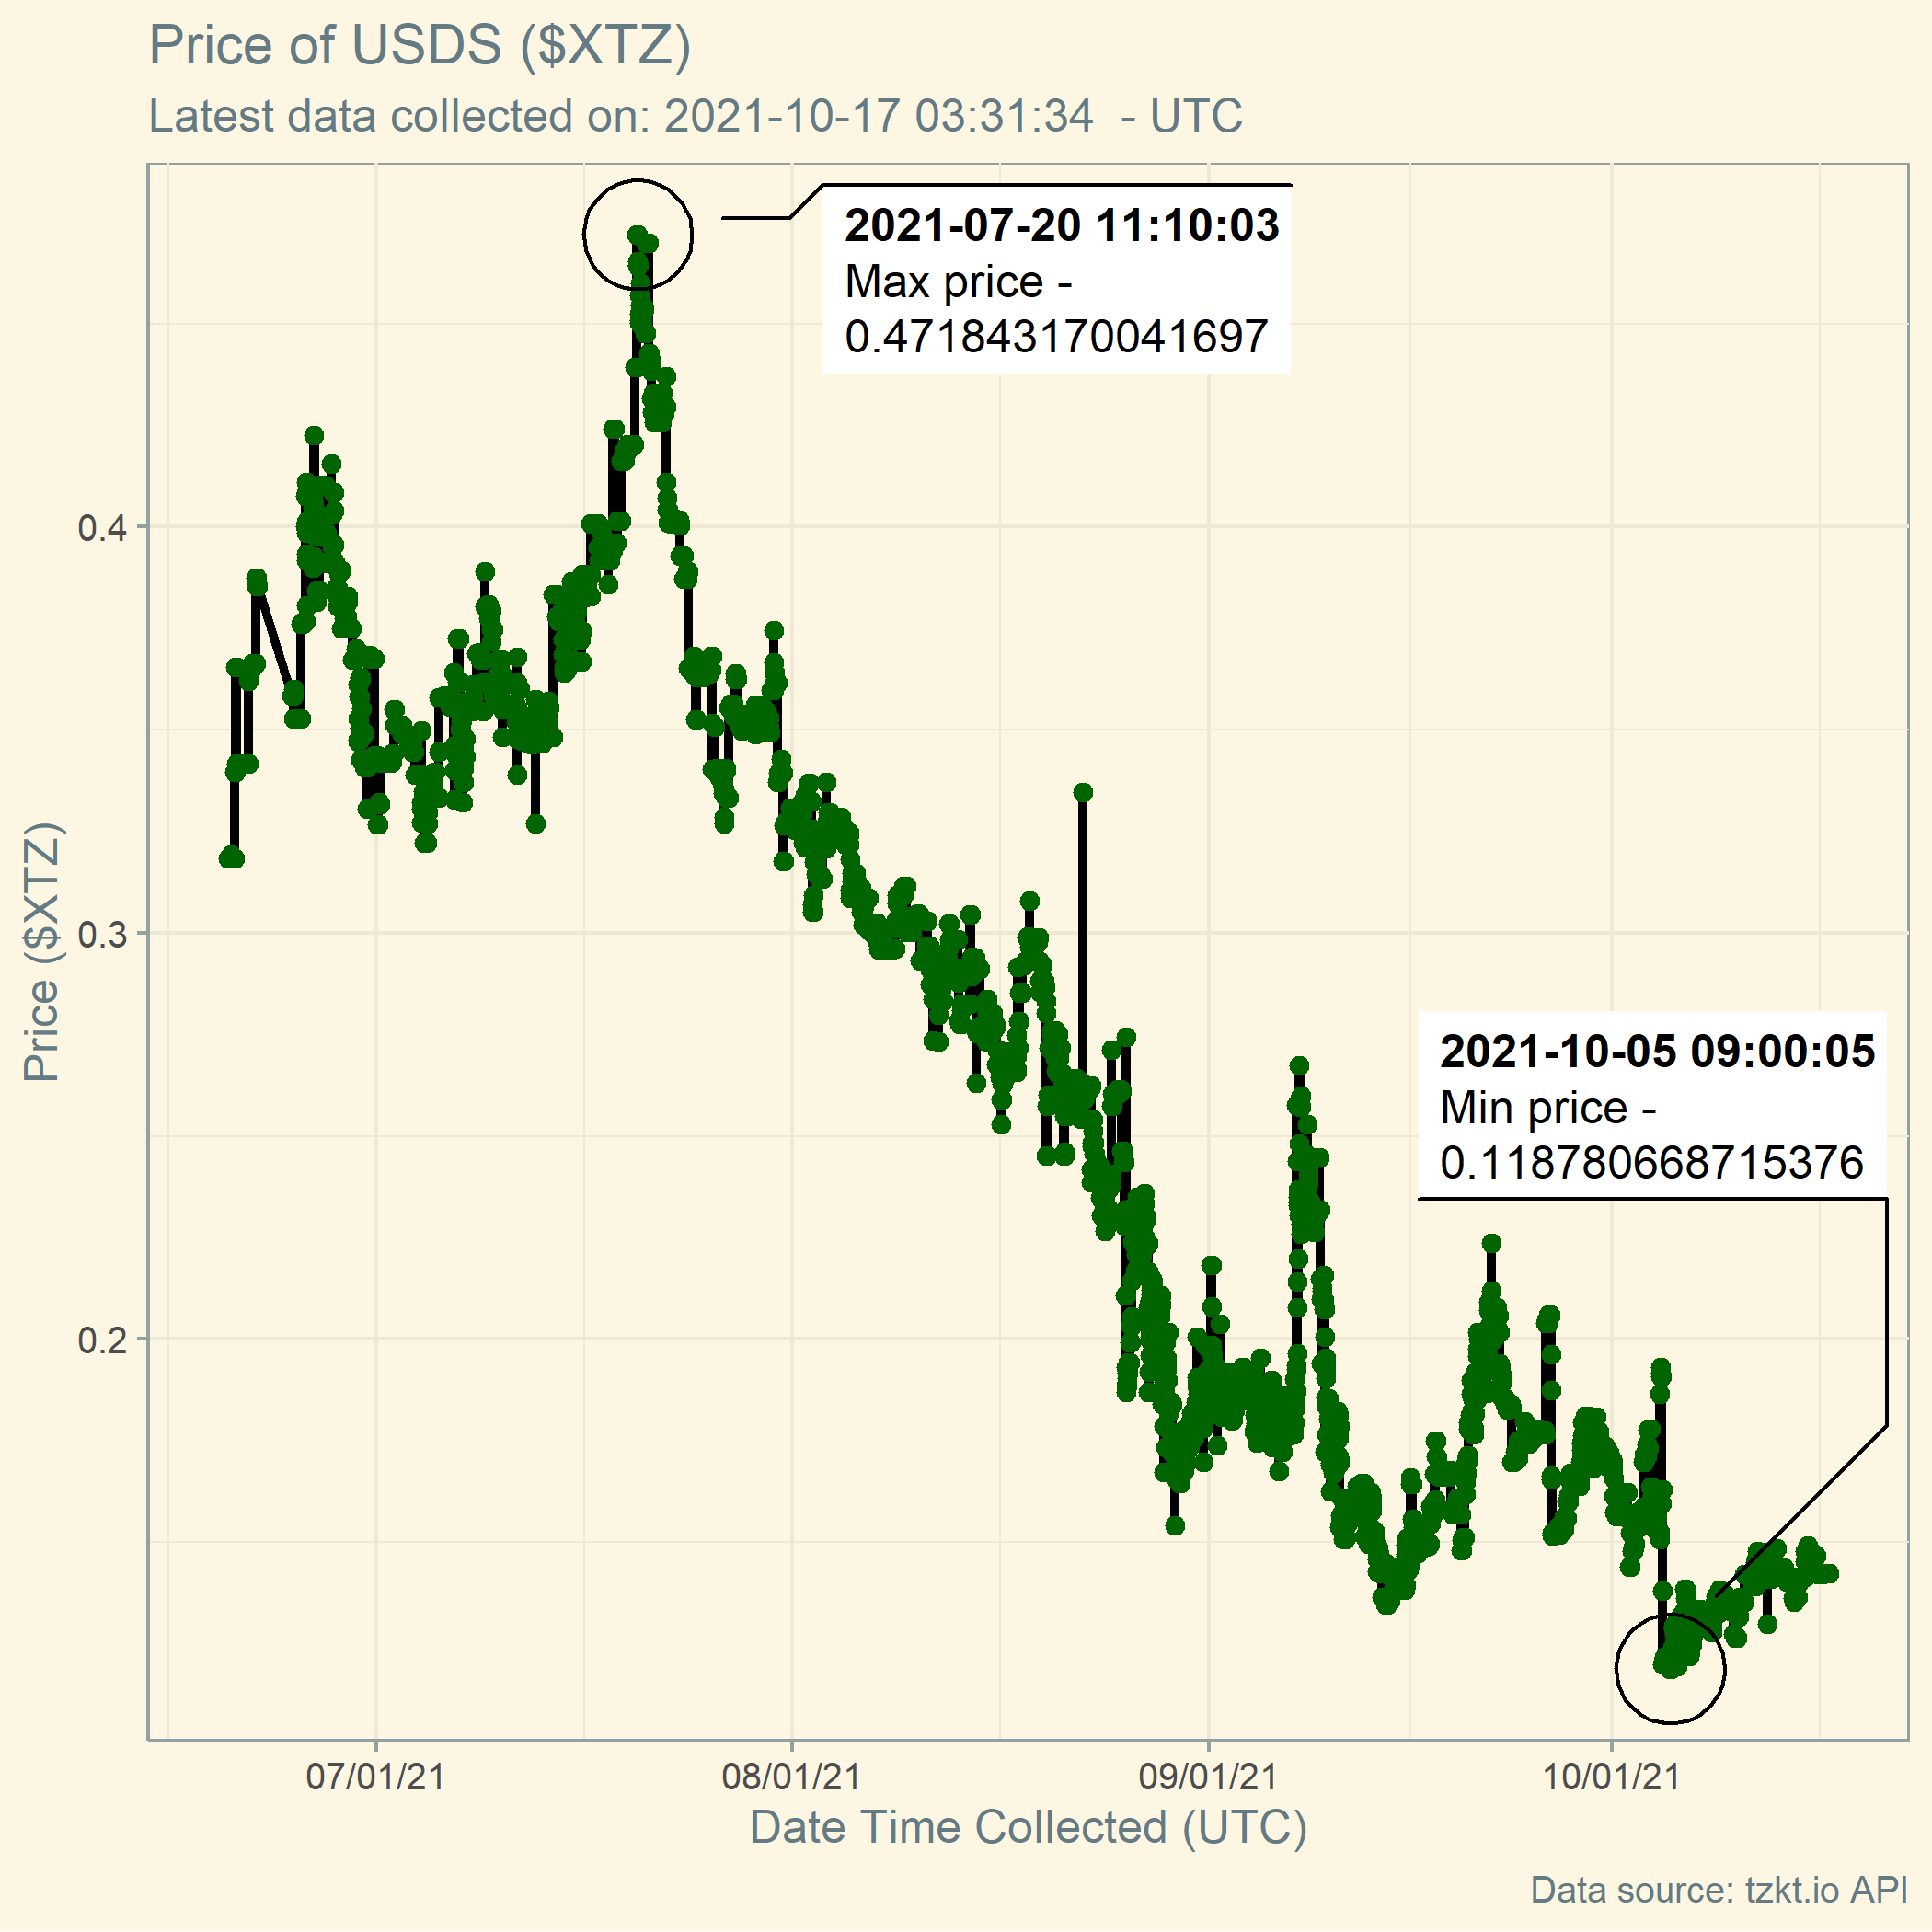 Price of USDS ($XTZ)
Latest data collected on: 2021-10-17 03:31:34  - UTC
2021-07-20 11:10:03
Max price -
0.471843170041697
0.4
0.3
0.2
Price ($XTZ)
2021-10-05 09:00:05
Min price -
0.118780668715376
07/01/21
08/01/21
09/01/21
10/01/21
Date Time Collected (UTC)
Data source: tzkt.io API